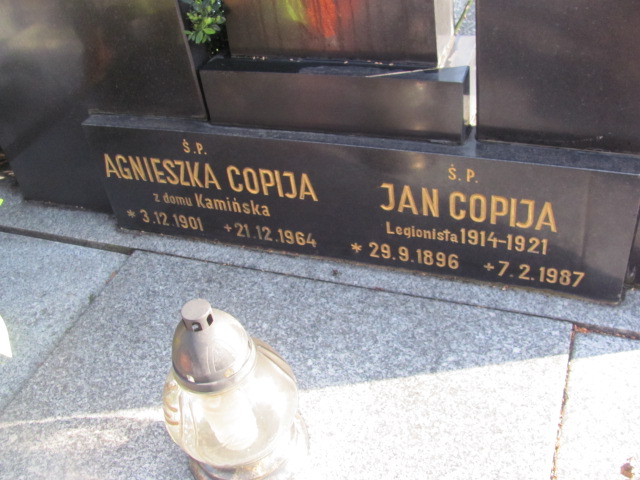 Ś.P.
AGNIESZKA COPIJA
z domu Kamińska
* 3.12.1901 +21.12.1964
Ś.P.
JAN COPIJA
Legionista 1914-1921
* 29.9.1896 +7.2.1987